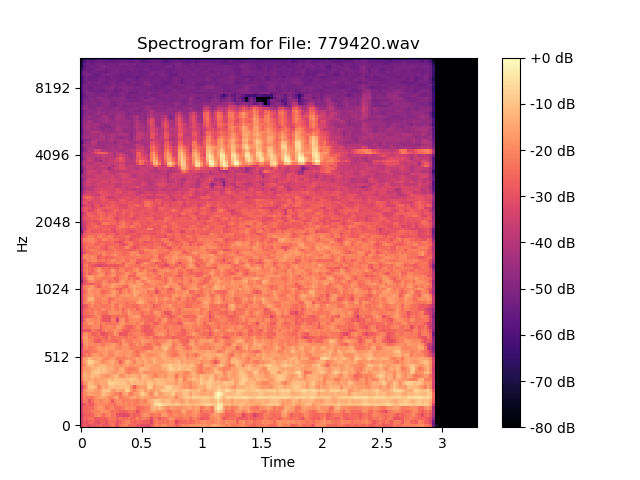 Spectrogram for File: 779420.wav
+0 dB
8192
-10 dB
4096
-20 dB
-30 dB
2048
-40 dB
Hz
1024
-50 dB
-60 dB
512
-70 dB
0
-80 dB
0 0.5 1 1.5 2 2.5 3
Time